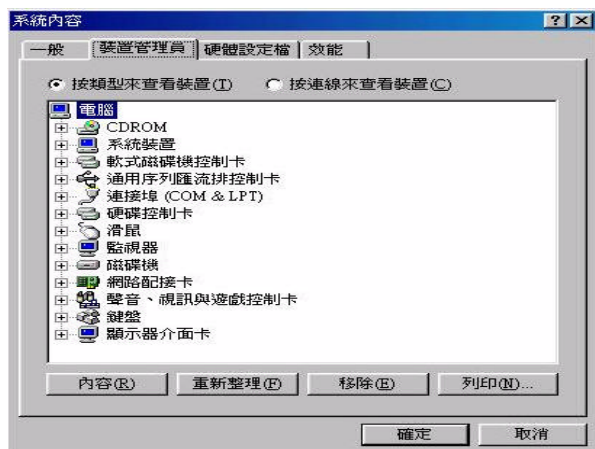 系統內容
一般 裝置管理員 硬體設定檔 效能
按類型來查看裝置(T) 按連線來查看裝置(C)
電腦
CDROM
系統裝置
軟式磁碟機控制卡
通用序列匯流排控制卡
連接埠 (COM & LPT)
硬碟控制卡
滑鼠
監視器
磁碟機
網路配接卡
聲音、視訊與遊戲控制卡
鍵盤
顯示器介面卡
內容(R) 重新整理(F) 移除(E) 列印(N)...
確定 取消